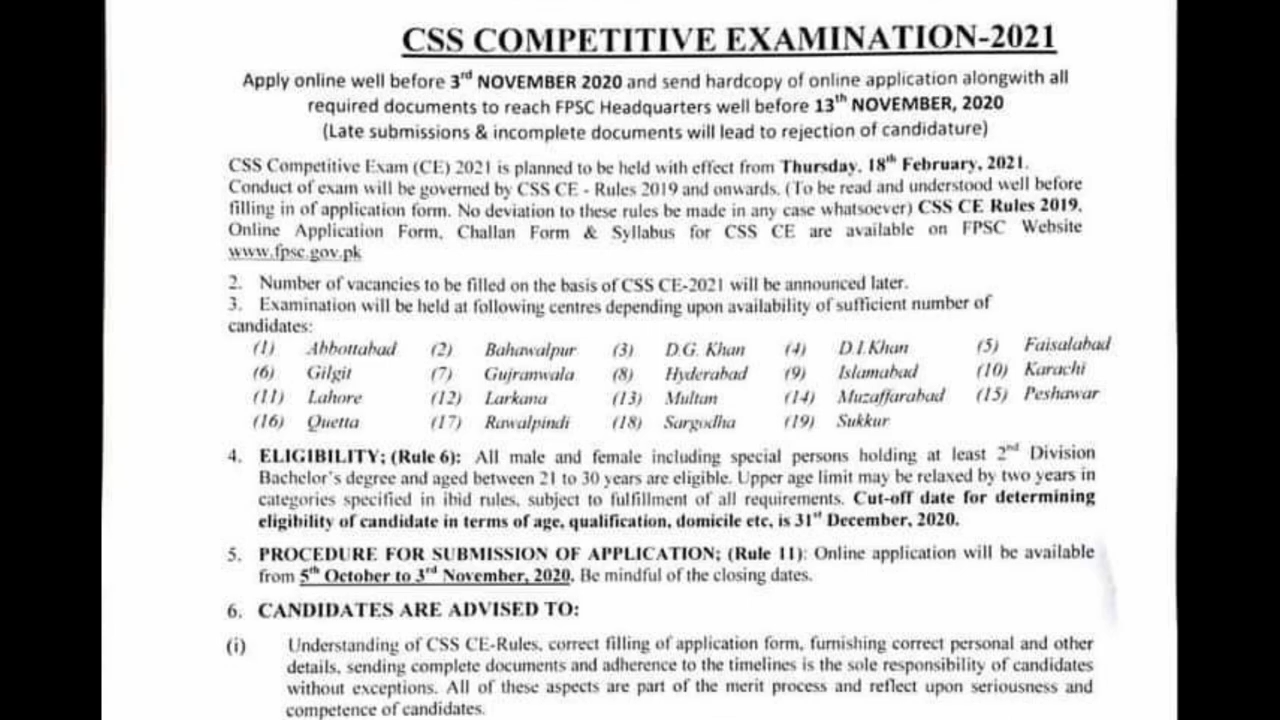 CSS COMPETITIVE EXAMINATION-2021
Apply online well before 3rd NOVEMBER 2020 and send hardcopy of online application alongwith all
required documents to reach FPSC Headquarters well before 13th NOVEMBER, 2020
(Late submissions & incomplete documents will lead to rejection of candidature)
CSS Competitive Exam (CE) 2021 is planned to be held with effect from Thursday, 18th February, 2021.
Conduct of exam will be governed by CSS CE - Rules 2019 and onwards. (To be read and understood well before
filling in of application form. No deviation to these rules be made in any case whatsoever) CSS CE Rules 2019,
Online Application Form, Challan Form & Syllabus for CSS CE are available on FPSC Website
www.fpsc.gov.pk
2. Number of vacancies to be filled on the basis of CSS CE-2021 will be announced later.
3. Examination will be held at following centres depending upon availability of sufficient number of
candidates:
(1) Abbottabad (2) Bahawalpur (3) D.G. Khan (4) D.I.Khan (5) Faisalabad
(6) Gilgit (7) Gujranwala (8) Hyderabad (9) Islamabad (10) Karachi
(11) Lahore (12) Larkana (13) Multan (14) Muzaffarabad (15) Peshawar
(16) Quetta (17) Rawalpindi (18) Sargodha (19) Sukkur
4. ELIGIBILITY; (Rule 6): All male and female including special persons holding at least 2nd Division
Bachelor's degree and aged between 21 to 30 years are eligible. Upper age limit may be relaxed by two years in
categories specified in ibid rules, subject to fulfillment of all requirements. Cut-off date for determining
eligibility of candidate in terms of age, qualification, domicile etc, is 31st December, 2020.
5. PROCEDURE FOR SUBMISSION OF APPLICATION; (Rule 11): Online application will be available
from 5th October to 3rd November, 2020. Be mindful of the closing dates.
6. CANDIDATES ARE ADVISED TO:
(i) Understanding of CSS CE-Rules, correct filling of application form, furnishing correct personal and other
details, sending complete documents and adherence to the timelines is the sole responsibility of candidates
without exceptions. All of these aspects are part of the merit process and reflect upon seriousness and
competence of candidates.